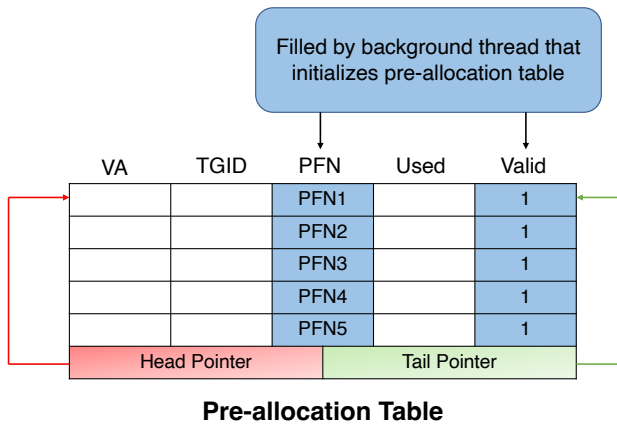 Filled by background thread that
initializes pre-allocation table
VA TGID PFN Used Valid
PFN1 1
PFN2 1
PFN3 1
PFN4 1
PFN5 1
Head Pointer Tail Pointer
Pre-allocation Table